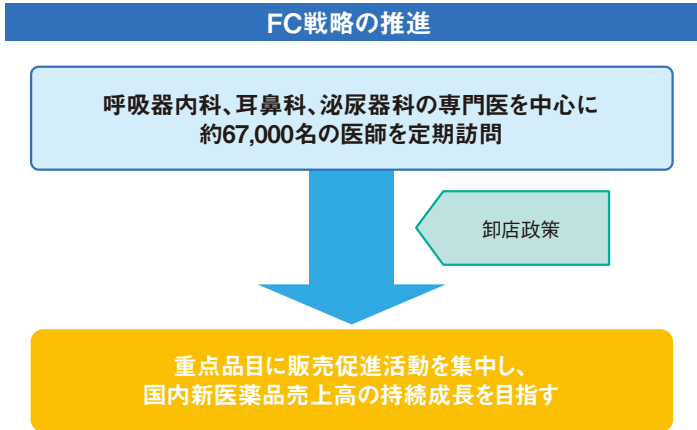 FC戦略の推進
呼吸器内科、耳鼻科、泌尿器科の専門医を中心に
約67,000名の医師を定期訪問
卸店政策
重点品目に販売促進活動を集中し、
国内新医薬品売上高の持続成長を目指す